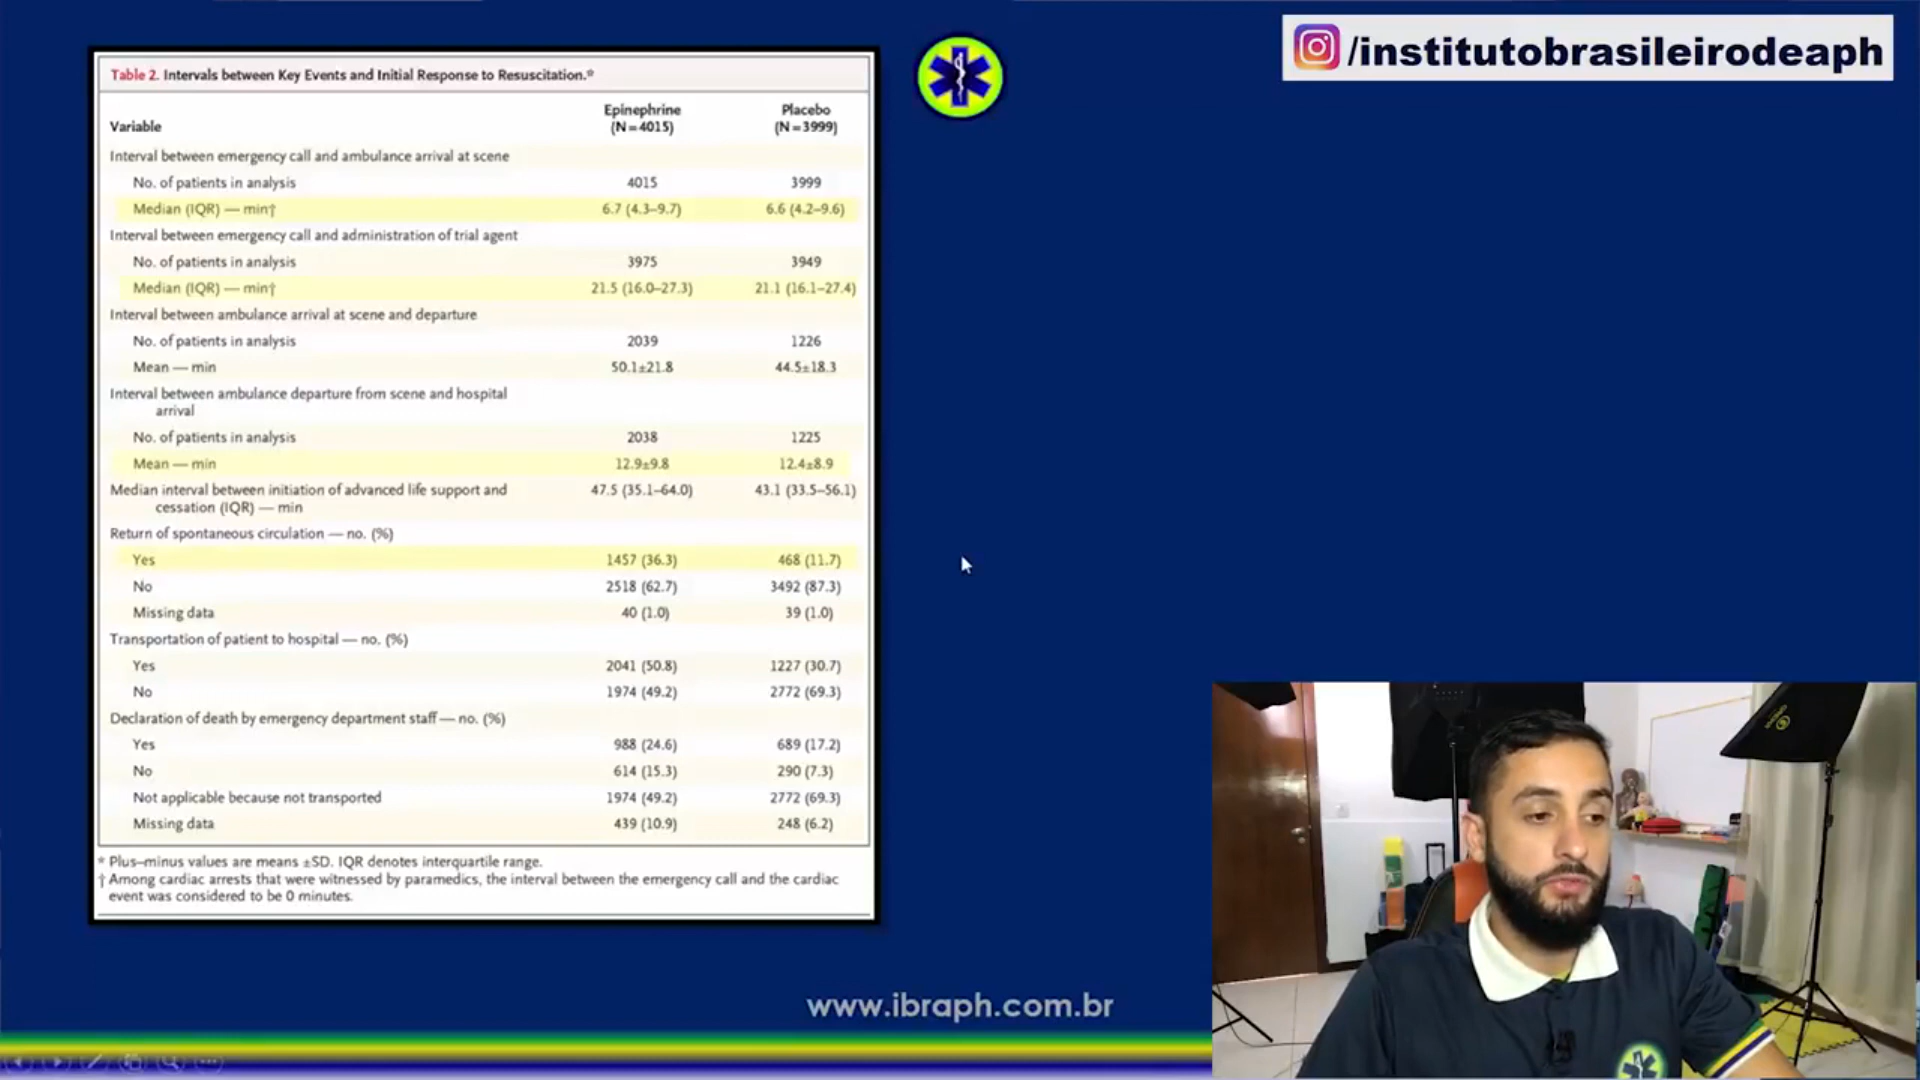 /institutobrasileirodeaph
Table 2. Intervals between Key Events and Initial Response to Resuscitation.*
Variable Epinephrine (N=4015) Placebo (N=3999)
Interval between emergency call and ambulance arrival at scene
No. of patients in analysis 4015 3999
Median (IQR) — min† 6.7 (4.3–9.7) 6.6 (4.2–9.6)
Interval between emergency call and administration of trial agent
No. of patients in analysis 3975 3949
Median (IQR) — min† 21.5 (16.0–27.3) 21.1 (16.1–27.4)
Interval between ambulance arrival at scene and departure
No. of patients in analysis 2039 1226
Mean — min 50.1±21.8 44.5±18.3
Interval between ambulance departure from scene and hospital
arrival
No. of patients in analysis 2038 1225
Mean — min 12.9±9.8 12.4±8.9
Median interval between initiation of advanced life support and 47.5 (35.1–64.0) 43.1 (33.5–56.1)
cessation (IQR) — min
Return of spontaneous circulation — no. (%)
Yes 1457 (36.3) 468 (11.7)
No 2518 (62.7) 3492 (87.3)
Missing data 40 (1.0) 39 (1.0)
Transportation of patient to hospital — no. (%)
Yes 2041 (50.8) 1227 (30.7)
No 1974 (49.2) 2772 (69.3)
Declaration of death by emergency department staff — no. (%)
Yes 988 (24.6) 689 (17.2)
No 614 (15.3) 290 (7.3)
Not applicable because not transported 1974 (49.2) 2772 (69.3)
Missing data 439 (10.9) 248 (6.2)
* Plus–minus values are means ±SD. IQR denotes interquartile range.
† Among cardiac arrests that were witnessed by paramedics, the interval between the emergency call and the cardiac
event was considered to be 0 minutes.
www.ibraph.com.br